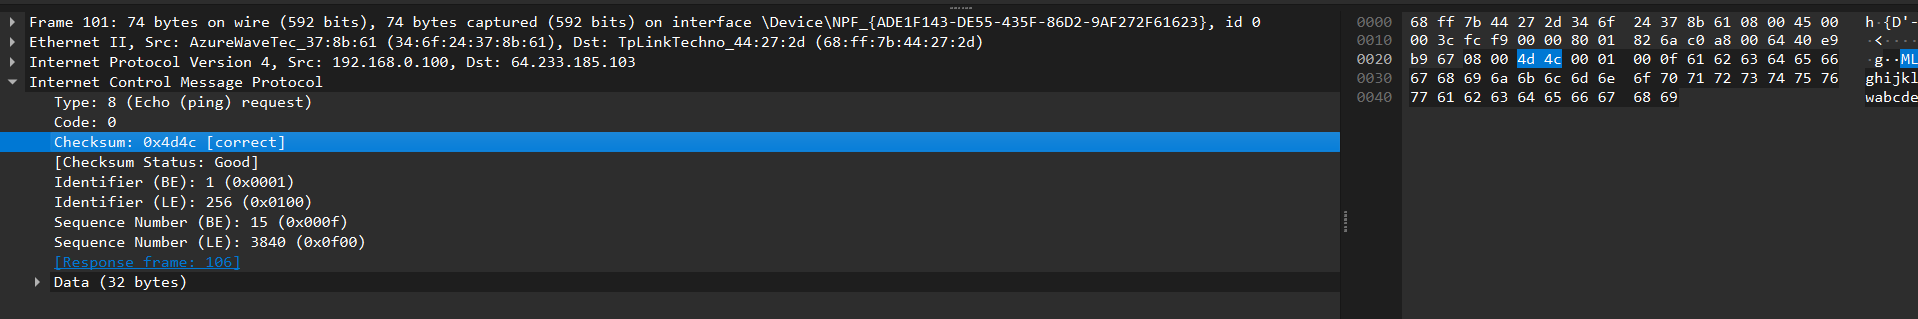 Frame 101: 74 bytes on wire (592 bits), 74 bytes captured (592 bits) on interface \Device\NPF_{ADE1F143-DE55-435F-86D2-9AF272F61623}, id 0
Ethernet II, Src: AzureWaveTec_37:8b:61 (34:6f:24:37:8b:61), Dst: TpLinkTechno_44:27:2d (68:ff:7b:44:27:2d)
Internet Protocol Version 4, Src: 192.168.0.100, Dst: 64.233.185.103
Internet Control Message Protocol
Type: 8 (Echo (ping) request)
Code: 0
Checksum: 0x4d4c [correct]
[Checksum Status: Good]
Identifier (BE): 1 (0x0001)
Identifier (LE): 256 (0x0100)
Sequence Number (BE): 15 (0x000f)
Sequence Number (LE): 3840 (0x0f00)
[Response frame: 106]
Data (32 bytes)
0000 68 ff 7b 44 27 2d 34 6f 24 37 8b 61 08 00 45 00 h·{D'-
0010 00 3c fc f9 00 00 80 01 82 6a c0 a8 00 64 40 e9 ·<····
0020 b9 67 08 00 4d 4c 00 01 00 0f 61 62 63 64 65 66 ·g··ML
0030 67 68 69 6a 6b 6c 6d 6e 6f 70 71 72 73 74 75 76 ghijkl
0040 77 61 62 63 64 65 66 67 68 69 wabcde